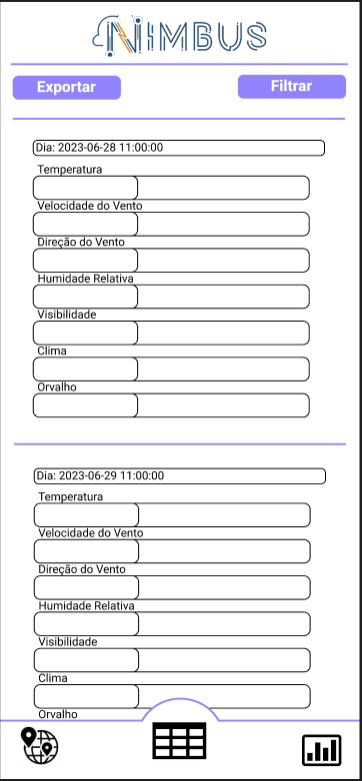 NIMBUS
Exportar
Filtrar
Dia: 2023-06-28 11:00:00
Temperatura
Velocidade do Vento
Direção do Vento
Humidade Relativa
Visibilidade
Clima
Orvalho
Dia: 2023-06-29 11:00:00
Temperatura
Velocidade do Vento
Direção do Vento
Humidade Relativa
Visibilidade
Clima
Orvalho